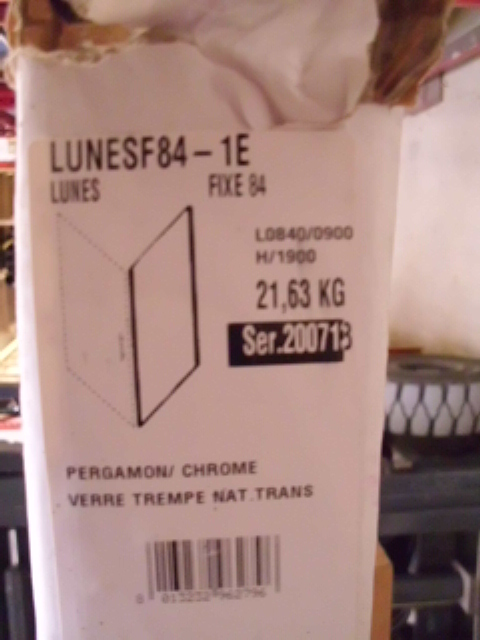 LUNESF84-1E
LUNES FIXE 84
L0840/0900
H/1900
21,63 KG
Ser.:200713
PERGAMON/ CHROME
VERRE TREMPE NAT.TRANS